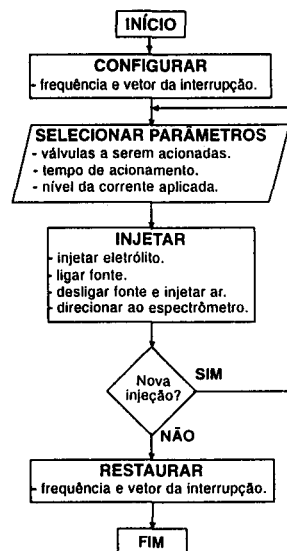 INÍCIO
CONFIGURAR
- frequência e vetor da interrupção.
SELECIONAR PARÂMETROS
- válvulas a serem acionadas.
- tempo de acionamento.
- nível da corrente aplicada.
INJETAR
- injetar eletrólito.
- ligar fonte.
- desligar fonte e injetar ar.
- direcionar ao espectrômetro.
Nova
injeção?
SIM
NÃO
RESTAURAR
- frequência e vetor da interrupção.
FIM